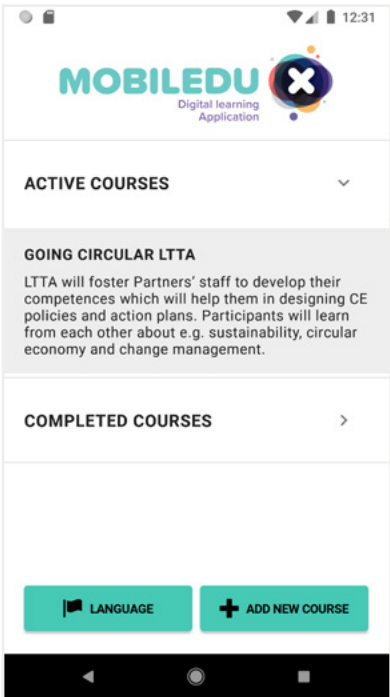 12:31
MOBILEDU
Digital learning
Application
ACTIVE COURSES
GOING CIRCULAR LTTA
LTTA will foster Partners' staff to develop their
competences which will help them in designing CE
policies and action plans. Participants will learn
from each other about e.g. sustainability, circular
economy and change management.
COMPLETED COURSES
LANGUAGE
ADD NEW COURSE